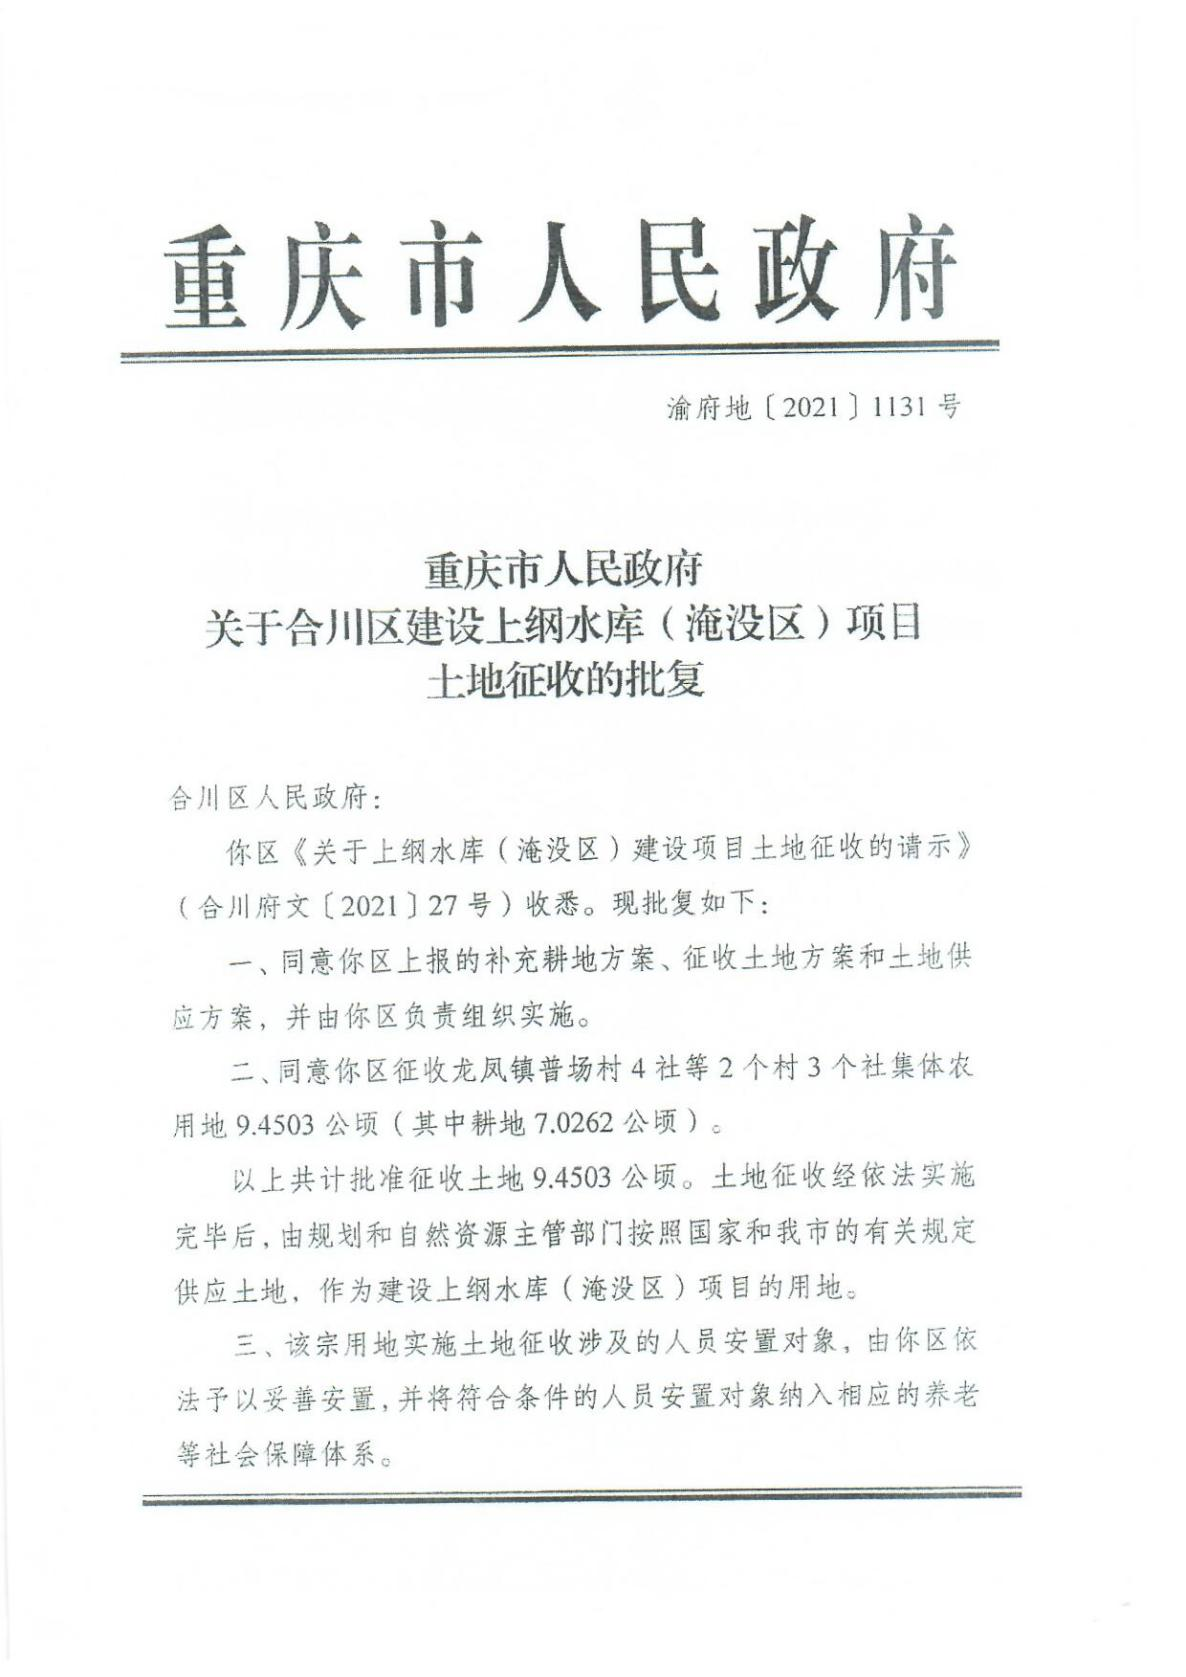 重庆市人民政府
渝府地〔2021〕1131号
重庆市人民政府
关于合川区建设上纲水库（淹没区）项目
土地征收的批复
合川区人民政府：
你区《关于上纲水库（淹没区）建设项目土地征收的请示》
（合川府文〔2021〕27号）收悉。现批复如下：
一、同意你区上报的补充耕地方案、征收土地方案和土地供
应方案，并由你区负责组织实施。
二、同意你区征收龙凤镇普场村4社等2个村3个社集体农
用地9.4503公顷（其中耕地7.0262公顷）。
以上共计批准征收土地9.4503公顷。土地征收经依法实施
完毕后，由规划和自然资源主管部门按照国家和我市的有关规定
供应土地，作为建设上纲水库（淹没区）项目的用地。
三、该宗用地实施土地征收涉及的人员安置对象，由你区依
法予以妥善安置，并将符合条件的人员安置对象纳入相应的养老
等社会保障体系。